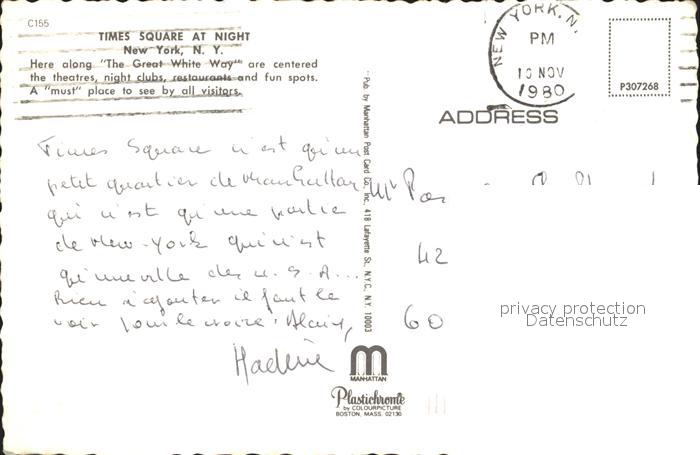 C155
TIMES SQUARE AT NIGHT
New York, N. Y.
Here along "The Great White Way" are centered
the theatres, night clubs, restaurants and fun spots.
A "must" place to see by all visitors.
NEW YORK, N.
PM
10 NOV
1980
P307268
ADDRESS
Times Square n'est qu'un
petit quartier de Manhattan
qui n'est qu'une partie
de New-York qui n'est
qu'une ville des U.S.A...
Rien à ajouter il faut le
voir pour le croire.
Pub. by Manhattan Post Card Co., Inc. 418 Lafayette St., N.Y.C., N.Y. 10003
Mr
42
60
privacy protection
Datenschutz
m
MANHATTAN
Plastichrome
by COLOURPICTURE
BOSTON, MASS. 02130